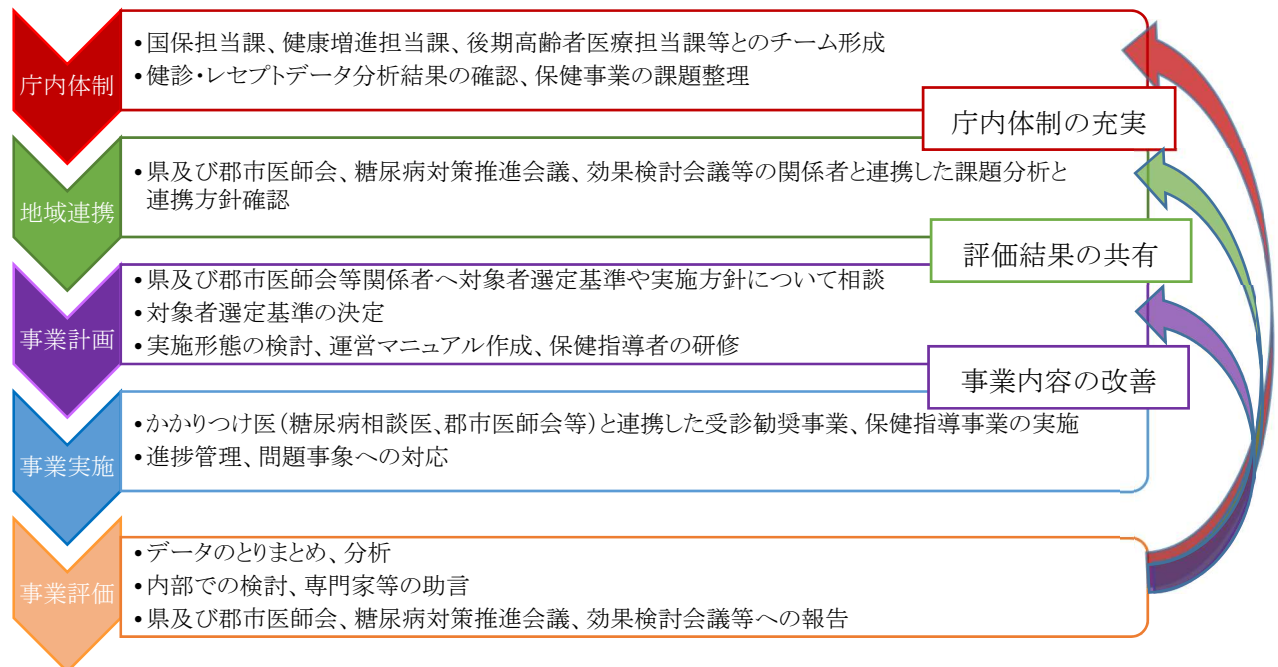 庁内体制
•国保担当課、健康増進担当課、後期高齢者医療担当課等とのチーム形成
•健診・レセプトデータ分析結果の確認、保健事業の課題整理
庁内体制の充実
地域連携
•県及び郡市医師会、糖尿病対策推進会議、効果検討会議等の関係者と連携した課題分析と
連携方針確認
評価結果の共有
事業計画
•県及び郡市医師会等関係者へ対象者選定基準や実施方針について相談
•対象者選定基準の決定
•実施形態の検討、運営マニュアル作成、保健指導者の研修
事業内容の改善
事業実施
•かかりつけ医(糖尿病相談医、郡市医師会等)と連携した受診勧奨事業、保健指導事業の実施
•進捗管理、問題事象への対応
事業評価
•データのとりまとめ、分析
•内部での検討、専門家等の助言
•県及び郡市医師会、糖尿病対策推進会議、効果検討会議等への報告